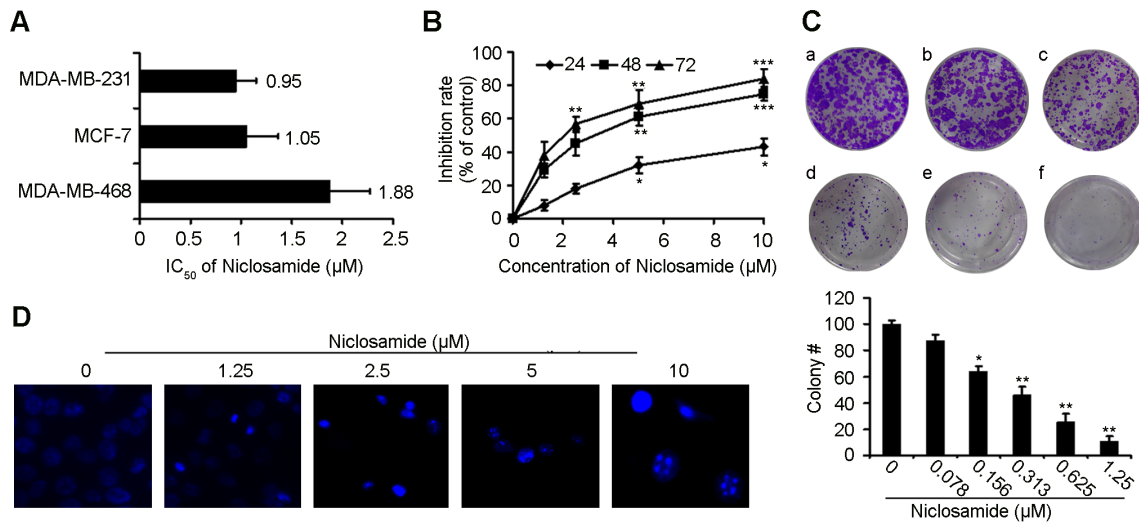 A
MDA-MB-231
0.95
MCF-7
1.05
MDA-MB-468
1.88
0 0.5 1 1.5 2 2.5
IC50 of Niclosamide (µM)
B
Inhibition rate
(% of control)
100
80
60
40
20
0
24 48 72
** ** ***
** ***
* *
0 2 4 6 8 10
Concentration of Niclosamide (µM)
C
a b c
d e f
Colony #
120
100
80
60
40
20
0
* ** ** **
0 0.078 0.156 0.313 0.625 1.25
Niclosamide (µM)
D
Niclosamide (µM)
0 1.25 2.5 5 10